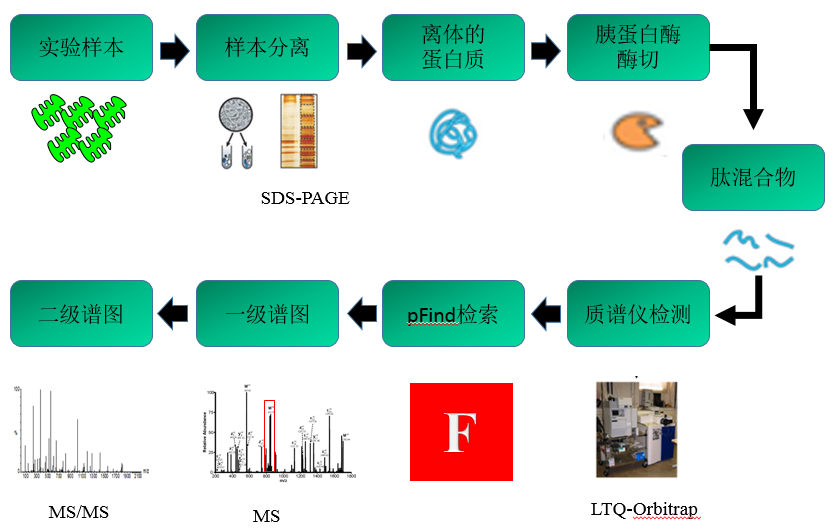 实验样本
样本分离
离体的
蛋白质
胰蛋白酶
酶切
SDS-PAGE
肽混合物
二级谱图
一级谱图
pFind检索
质谱仪检测
F
MS/MS
MS
LTQ-Orbitrap